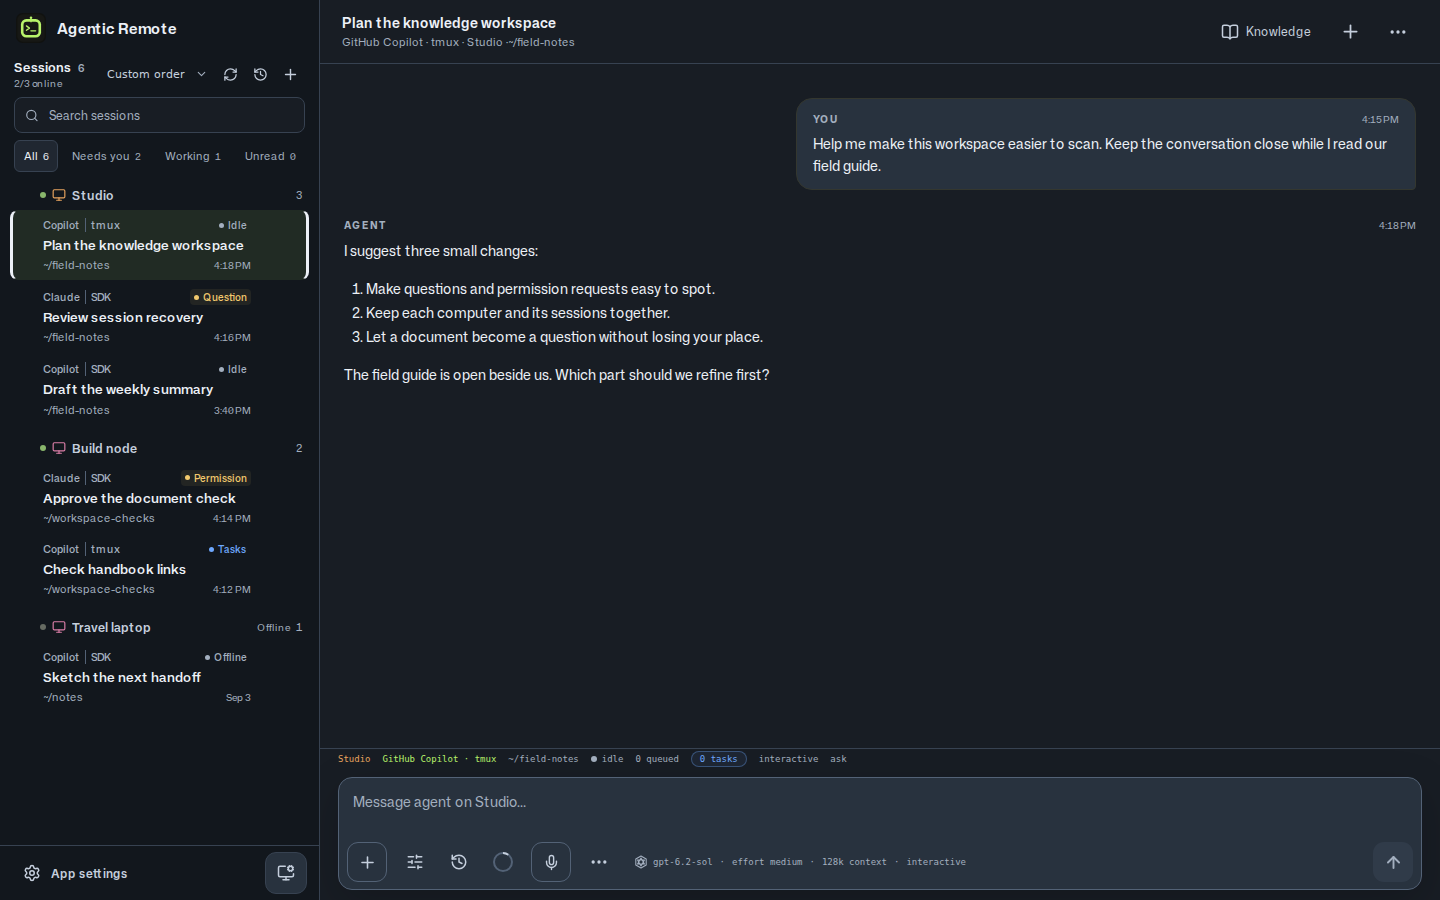 Agentic Remote
Sessions 6
2/3 online
Custom order
Search sessions
All 6
Needs you 2
Working 1
Unread 0
Studio 3
Copilot | tmux
Idle
Plan the knowledge workspace
~/field-notes
4:18 PM
Claude | SDK
Question
Review session recovery
~/field-notes
4:16 PM
Copilot | SDK
Idle
Draft the weekly summary
~/field-notes
3:40 PM
Build node 2
Claude | SDK
Permission
Approve the document check
~/workspace-checks
4:14 PM
Copilot | tmux
Tasks
Check handbook links
~/workspace-checks
4:12 PM
Travel laptop
Offline 1
Copilot | SDK
Offline
Sketch the next handoff
~/notes
Sep 3
App settings
Plan the knowledge workspace
GitHub Copilot · tmux · Studio · ~/field-notes
Knowledge
YOU
4:15 PM
Help me make this workspace easier to scan. Keep the conversation close while I read our
field guide.
AGENT
4:18 PM
I suggest three small changes:
1. Make questions and permission requests easy to spot.
2. Keep each computer and its sessions together.
3. Let a document become a question without losing your place.
The field guide is open beside us. Which part should we refine first?
Studio GitHub Copilot · tmux ~/field-notes idle 0 queued 0 tasks interactive ask
Message agent on Studio...
gpt-6.2-sol · effort medium · 128k context · interactive